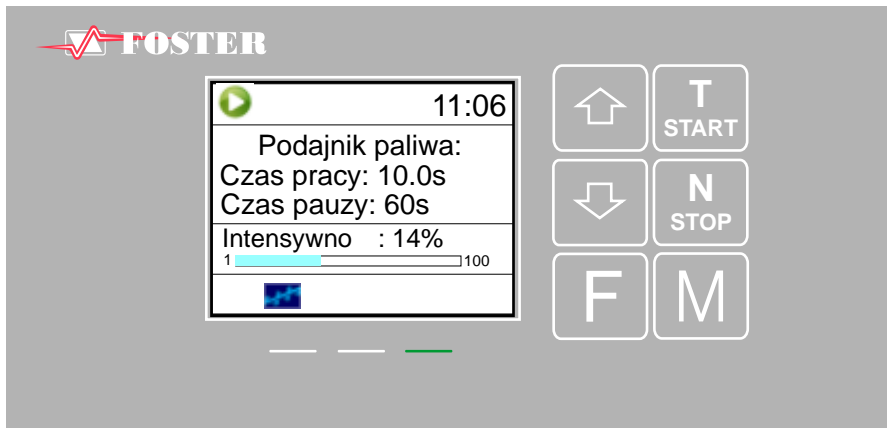 FOSTER
11:06
Podajnik paliwa:
Czas pracy: 10.0s
Czas pauzy: 60s
Intensywno : 14%
1 100
T
START
N
STOP
F M